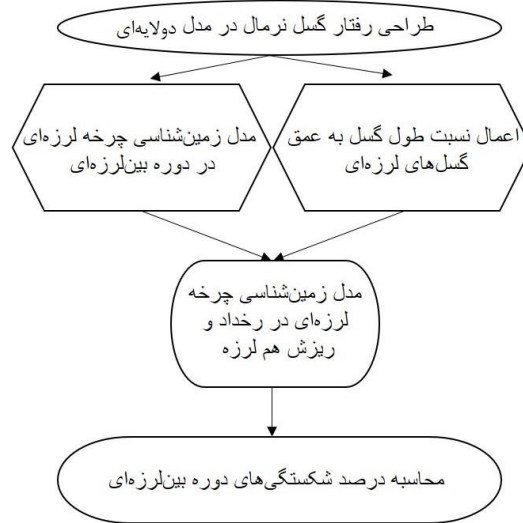 طراحی رفتار گسل نرمال در مدل دولایه‌ای
اعمال نسبت طول گسل به عمق
گسل‌های لرزه‌ای
مدل زمین‌شناسی چرخه لرزه‌ای
در دوره بین‌لرزه‌ای
مدل زمین‌شناسی چرخه
لرزه‌ای در رخداد و
ریزش هم لرزه
محاسبه درصد شکستگی‌های دوره بین‌لرزه‌ای